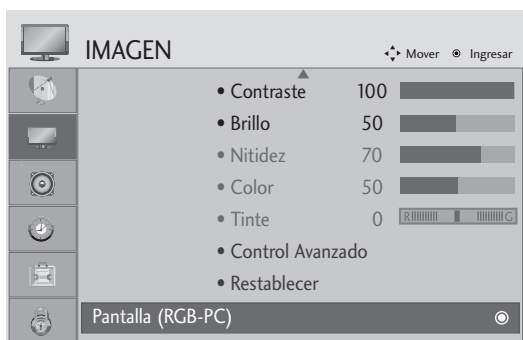 IMAGEN Mover Ingresar
• Contraste 100
• Brillo 50
• Nitidez 70
• Color 50
• Tinte 0 R G
• Control Avanzado
• Restablecer
Pantalla (RGB-PC)